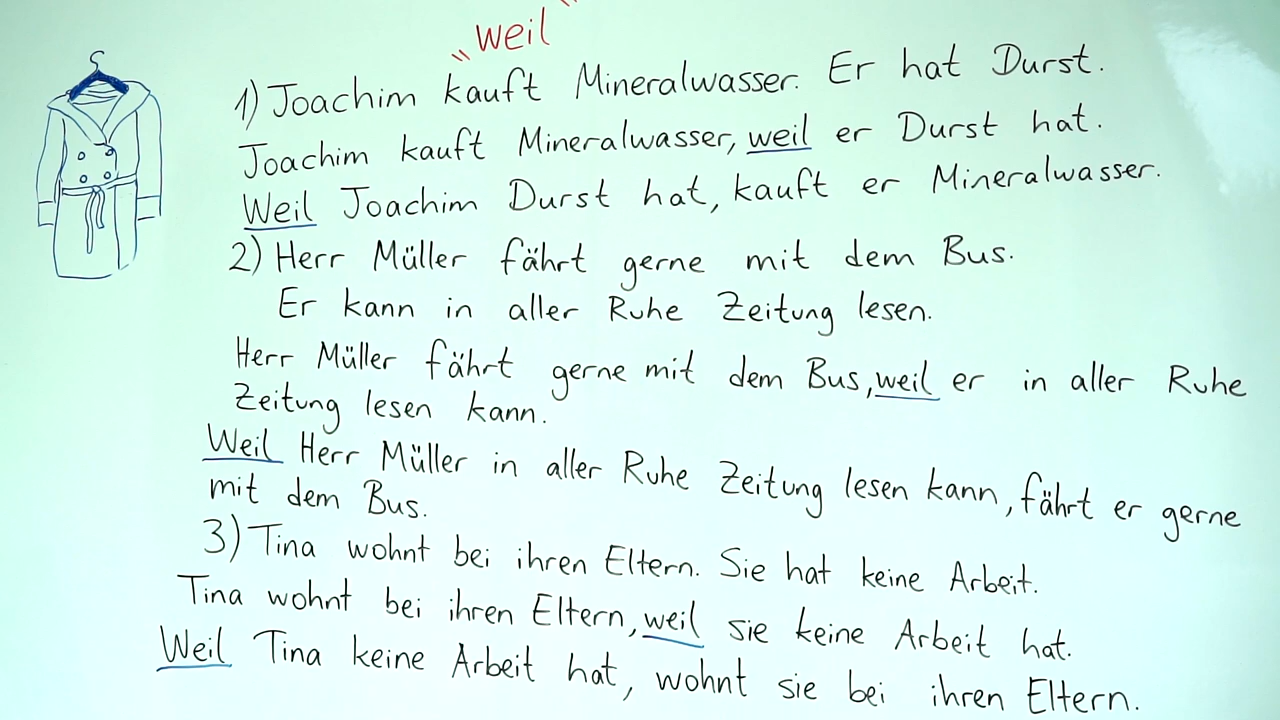 „weil“
1) Joachim kauft Mineralwasser. Er hat Durst.
Joachim kauft Mineralwasser, weil er Durst hat.
Weil Joachim Durst hat, kauft er Mineralwasser.
2) Herr Müller fährt gerne mit dem Bus.
Er kann in aller Ruhe Zeitung lesen.
Herr Müller fährt gerne mit dem Bus, weil er in aller Ruhe
Zeitung lesen kann.
Weil Herr Müller in aller Ruhe Zeitung lesen kann, fährt er gerne
mit dem Bus.
3) Tina wohnt bei ihren Eltern. Sie hat keine Arbeit.
Tina wohnt bei ihren Eltern, weil sie keine Arbeit hat.
Weil Tina keine Arbeit hat, wohnt sie bei ihren Eltern.